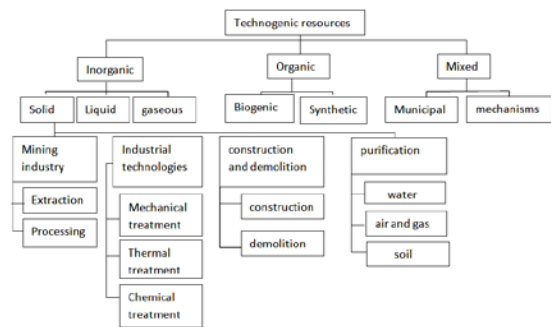 Technogenic resources
Inorganic
Organic
Mixed
Solid
Liquid
gaseous
Biogenic
Synthetic
Municipal
mechanisms
Mining
industry
Extraction
Processing
Industrial
technologies
Mechanical
treatment
Thermal
treatment
Chemical
treatment
construction
and demolition
construction
demolition
purification
water
air and gas
soil